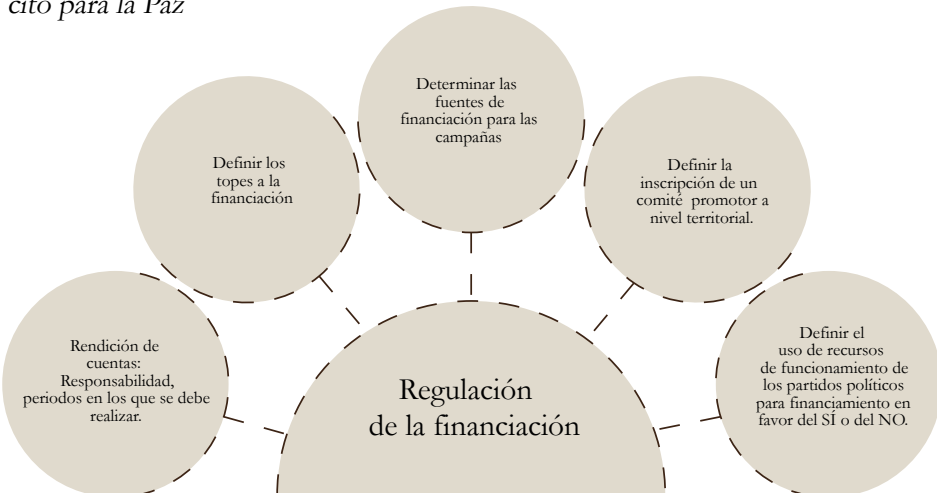 cito para la Paz
Determinar las
fuentes de
financiación para las
campañas
Definir los
topes a la
financiación
Definir la
inscripción de un
comité promotor a
nivel territorial.
Rendición de
cuentas:
Responsabilidad,
periodos en los que se debe
realizar.
Definir el
uso de recursos
de funcionamiento de
los partidos políticos
para financiamiento en
favor del SÍ o del NO.
Regulación
de la financiación